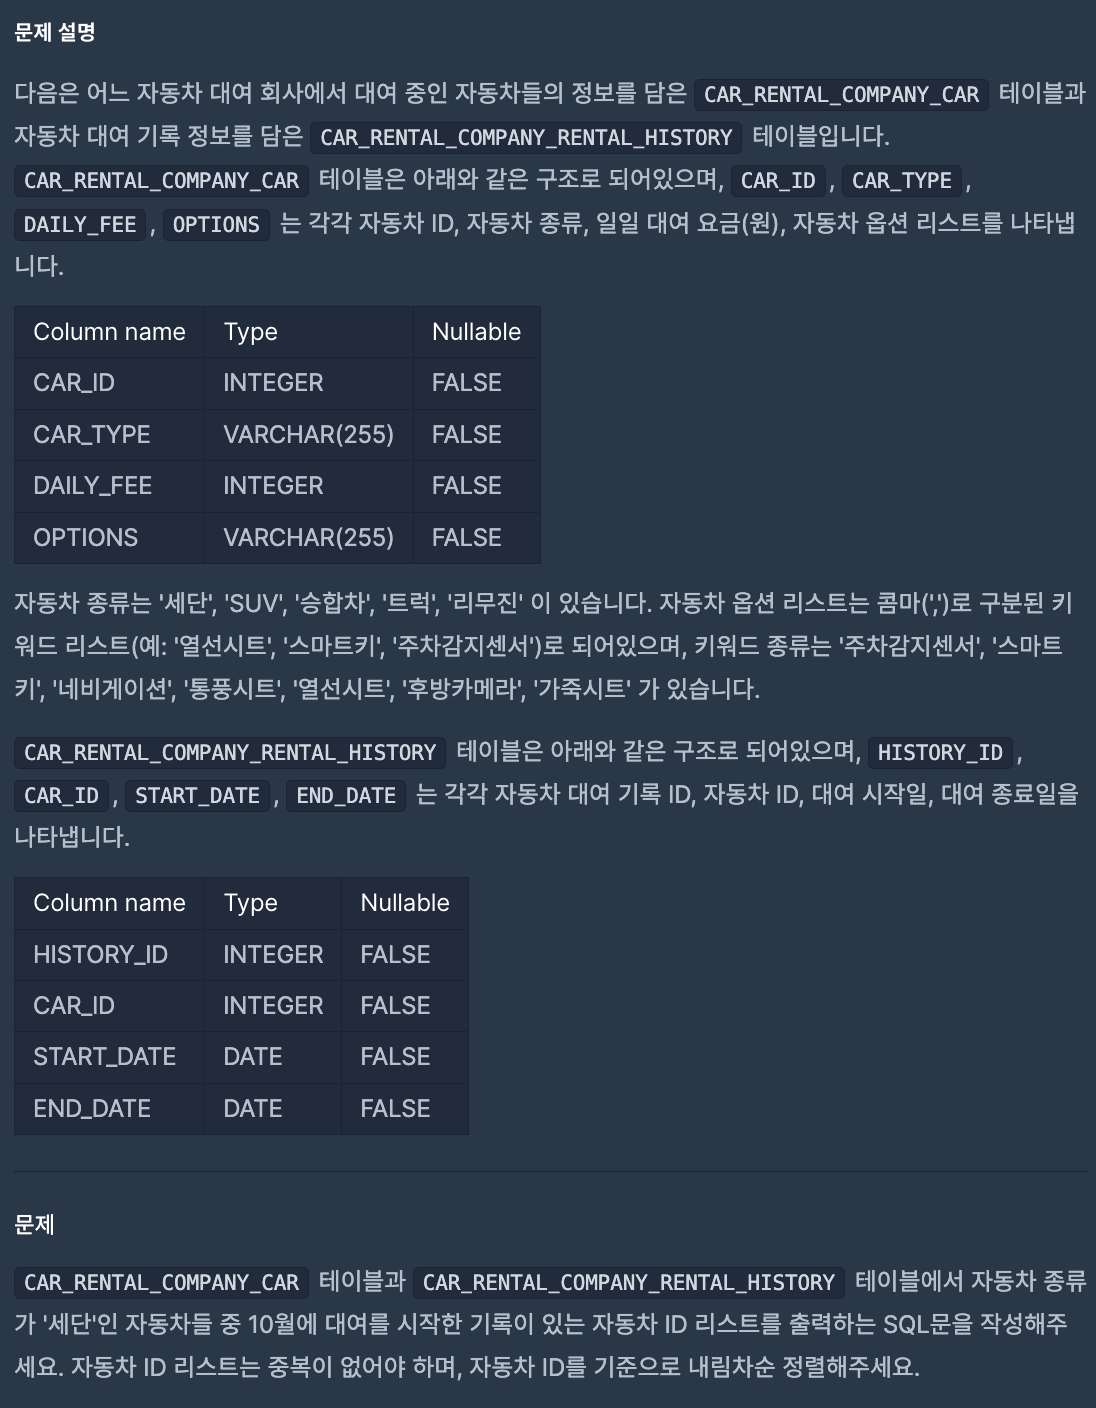 문제 설명
다음은 어느 자동차 대여 회사에서 대여 중인 자동차들의 정보를 담은 CAR_RENTAL_COMPANY_CAR 테이블과
자동차 대여 기록 정보를 담은 CAR_RENTAL_COMPANY_RENTAL_HISTORY 테이블입니다.
CAR_RENTAL_COMPANY_CAR 테이블은 아래와 같은 구조로 되어있으며, CAR_ID, CAR_TYPE,
DAILY_FEE, OPTIONS 는 각각 자동차 ID, 자동차 종류, 일일 대여 요금(원), 자동차 옵션 리스트를 나타냅
니다.
Column name Type Nullable
CAR_ID INTEGER FALSE
CAR_TYPE VARCHAR(255) FALSE
DAILY_FEE INTEGER FALSE
OPTIONS VARCHAR(255) FALSE
자동차 종류는 '세단', 'SUV', '승합차', '트럭', '리무진' 이 있습니다. 자동차 옵션 리스트는 콤마(',')로 구분된 키
워드 리스트(예: '열선시트', '스마트키', '주차감지센서')로 되어있으며, 키워드 종류는 '주차감지센서', '스마트
키', '네비게이션', '통풍시트', '열선시트', '후방카메라', '가죽시트' 가 있습니다.
CAR_RENTAL_COMPANY_RENTAL_HISTORY 테이블은 아래와 같은 구조로 되어있으며, HISTORY_ID,
CAR_ID, START_DATE, END_DATE 는 각각 자동차 대여 기록 ID, 자동차 ID, 대여 시작일, 대여 종료일을
나타냅니다.
Column name Type Nullable
HISTORY_ID INTEGER FALSE
CAR_ID INTEGER FALSE
START_DATE DATE FALSE
END_DATE DATE FALSE
문제
CAR_RENTAL_COMPANY_CAR 테이블과 CAR_RENTAL_COMPANY_RENTAL_HISTORY 테이블에서 자동차 종류
가 '세단'인 자동차들 중 10월에 대여를 시작한 기록이 있는 자동차 ID 리스트를 출력하는 SQL문을 작성해주
세요. 자동차 ID 리스트는 중복이 없어야 하며, 자동차 ID를 기준으로 내림차순 정렬해주세요.